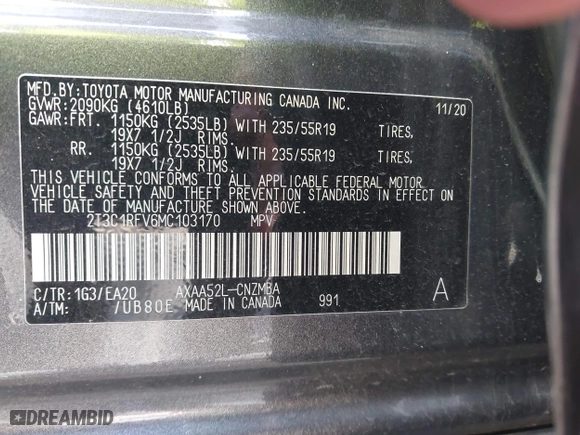 MFD.BY:TOYOTA MOTOR MANUFACTURING CANADA INC.
GVWR:2090KG (4610LB) 11/20
GAWR:FRT. 1150KG (2535LB) WITH 235/55R19 TIRES,
19X7 1/2J RIMS.
RR. 1150KG (2535LB) WITH 235/55R19 TIRES,
19X7 1/2J RIMS.
THIS VEHICLE CONFORMS TO ALL APPLICABLE FEDERAL MOTOR
VEHICLE SAFETY AND THEFT PREVENTION STANDARDS IN EFFECT ON
THE DATE OF MANUFACTURE SHOWN ABOVE.
2T3C1RFV6MC103170 MPV
C/TR:1G3/EA20 AXAA52L-CNZMBA
A/TM: /UB80E MADE IN CANADA 991 A
DREAMBID